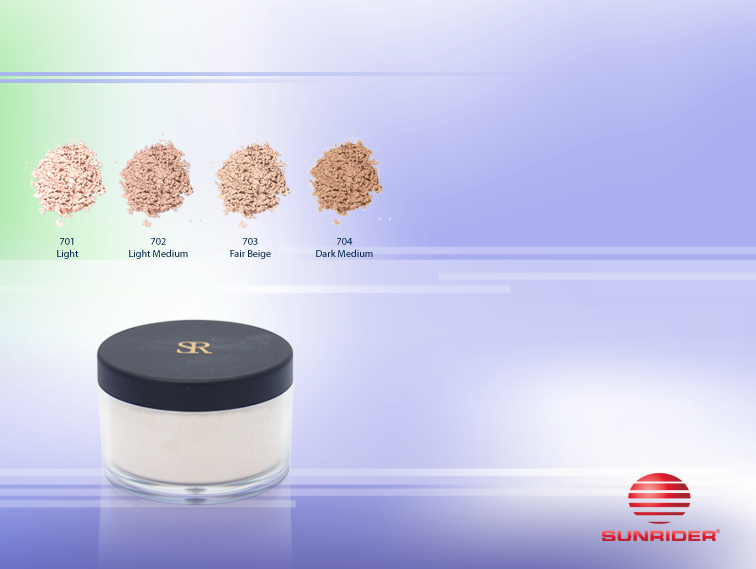 701
Light
702
Light Medium
703
Fair Beige
704
Dark Medium
SR
SUNRIDER®